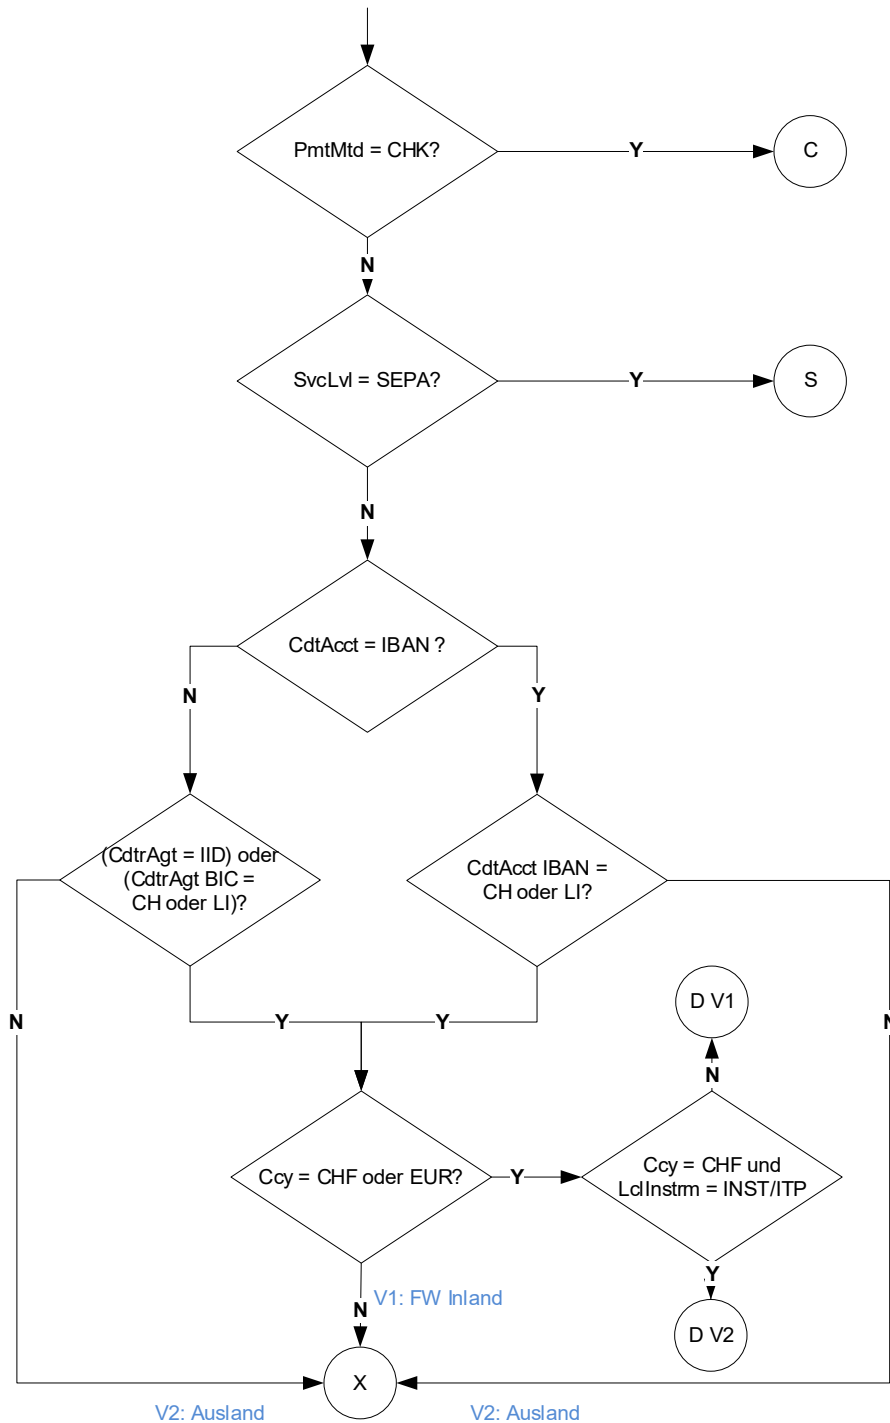 PmtMtd = CHK?
Y
C
N
SvcLvl = SEPA?
Y
S
N
CdtAcct = IBAN ?
N
Y
(CdtrAgt = IID) oder
(CdtrAgt BIC =
CH oder LI)?
CdtAcct IBAN =
CH oder LI?
N
Y
Y
D V1
N
N
Ccy = CHF oder EUR?
Y
Ccy = CHF und
LclInstrm = INST/ITP
Y
V1: FW Inland
N
D V2
X
V2: Ausland
V2: Ausland